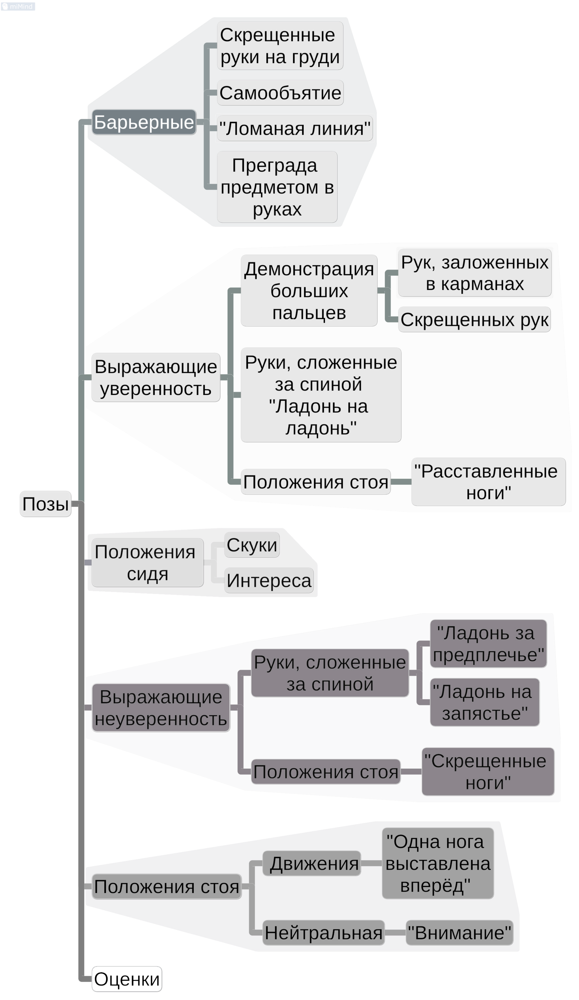 miMind
Скрещенные
руки на груди
Самообъятие
Барьерные
"Ломаная линия"
Преграда
предметом в
руках
Демонстрация
больших
пальцев
Рук, заложенных
в карманах
Скрещенных рук
Выражающие
уверенность
Руки, сложенные
за спиной
"Ладонь на
ладонь"
Положения стоя
"Расставленные
ноги"
Позы
Положения
сидя
Скуки
Интереса
Выражающие
неуверенность
Руки, сложенные
за спиной
"Ладонь за
предплечье"
"Ладонь на
запястье"
Положения стоя
"Скрещенные
ноги"
Положения стоя
Движения
"Одна нога
выставлена
вперёд"
Нейтральная
"Внимание"
Оценки